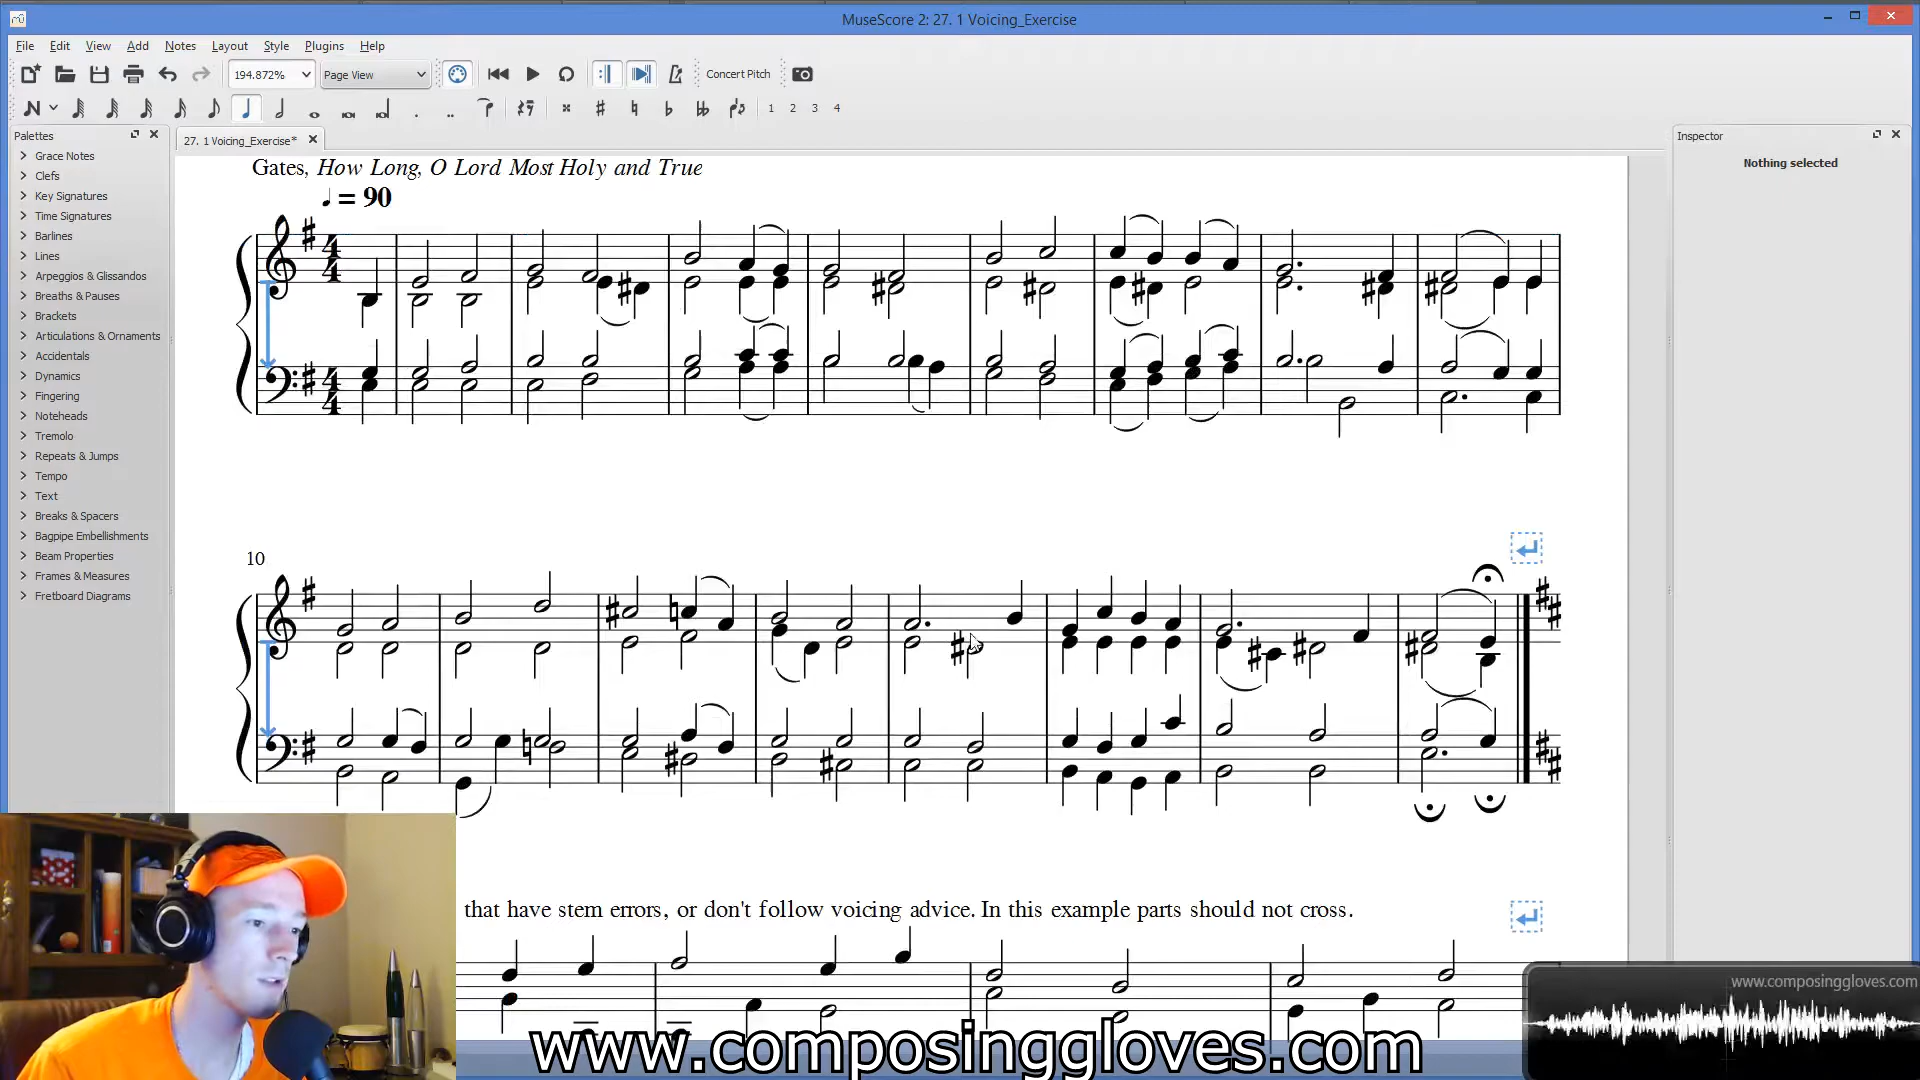 MuseScore 2: 27. 1 Voicing_Exercise
File Edit View Add Notes Layout Style Plugins Help
194.872% Page View Concert Pitch
1 2 3 4
Palettes
27. 1 Voicing_Exercise*
Inspector
Nothing selected
Grace Notes
Clefs
Key Signatures
Time Signatures
Barlines
Lines
Arpeggios & Glissandos
Breaths & Pauses
Brackets
Articulations & Ornaments
Accidentals
Dynamics
Fingering
Noteheads
Tremolo
Repeats & Jumps
Tempo
Text
Breaks & Spacers
Bagpipe Embellishments
Beam Properties
Frames & Measures
Fretboard Diagrams
Gates, How Long, O Lord Most Holy and True
= 90
4
4
4
4
10
that have stem errors, or don't follow voicing advice. In this example parts should not cross.
www.composinggloves.com
www.composinggloves.com